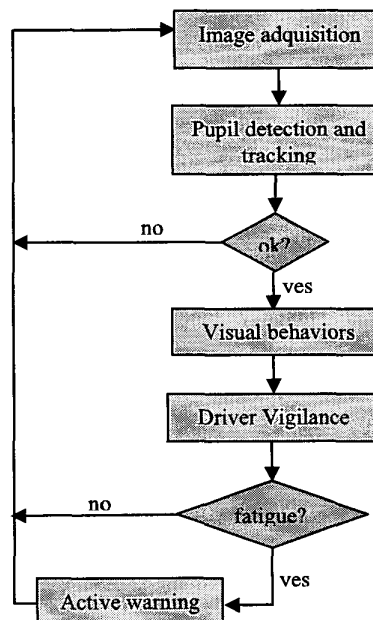 Image adquisition
Pupil detection and
tracking
no
ok?
yes
Visual behaviors
Driver Vigilance
no
fatigue?
yes
Active warning